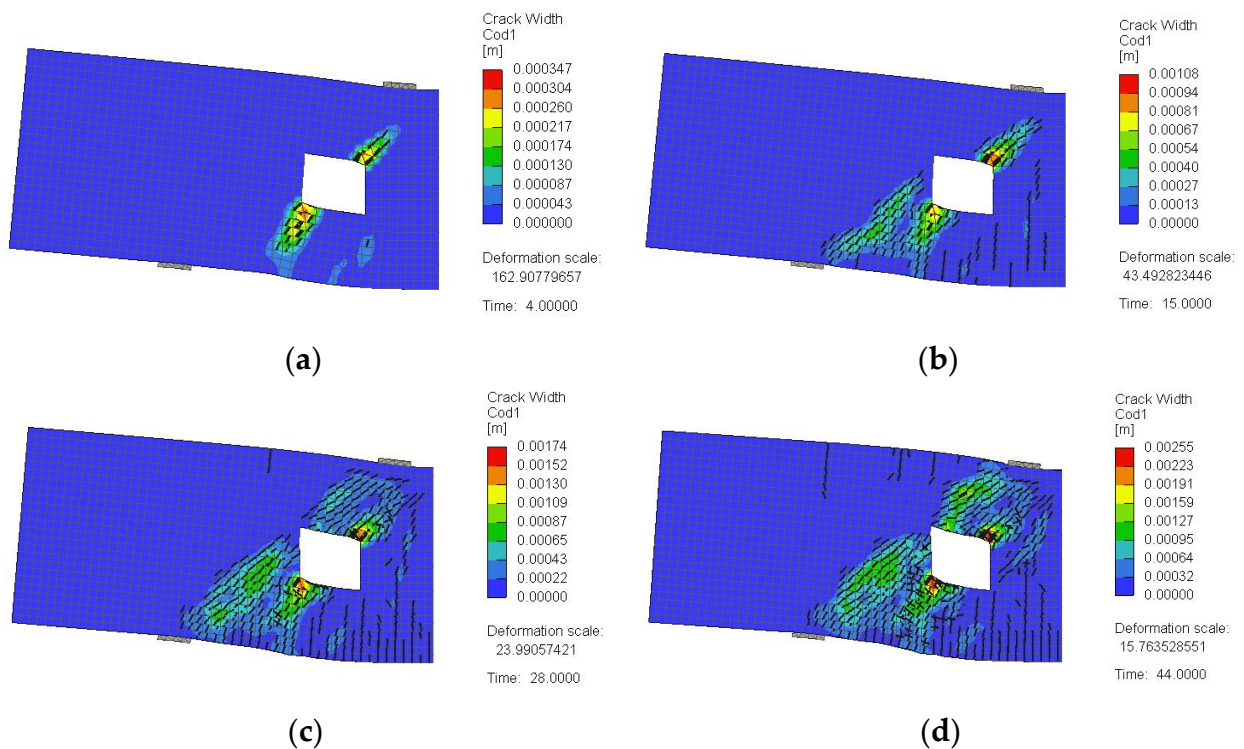 Crack Width
Cod1
[m]
0.000347
0.000304
0.000260
0.000217
0.000174
0.000130
0.000087
0.000043
0.000000
Deformation scale:
162.90779657
Time: 4.00000
(a)
Crack Width
Cod1
[m]
0.00108
0.00094
0.00081
0.00067
0.00054
0.00040
0.00027
0.00013
0.00000
Deformation scale:
43.492823446
Time: 15.0000
(b)
Crack Width
Cod1
[m]
0.00174
0.00152
0.00130
0.00109
0.00087
0.00065
0.00043
0.00022
0.00000
Deformation scale:
23.99057421
Time: 28.0000
(c)
Crack Width
Cod1
[m]
0.00255
0.00223
0.00191
0.00159
0.00127
0.00095
0.00064
0.00032
0.00000
Deformation scale:
15.763528551
Time: 44.0000
(d)